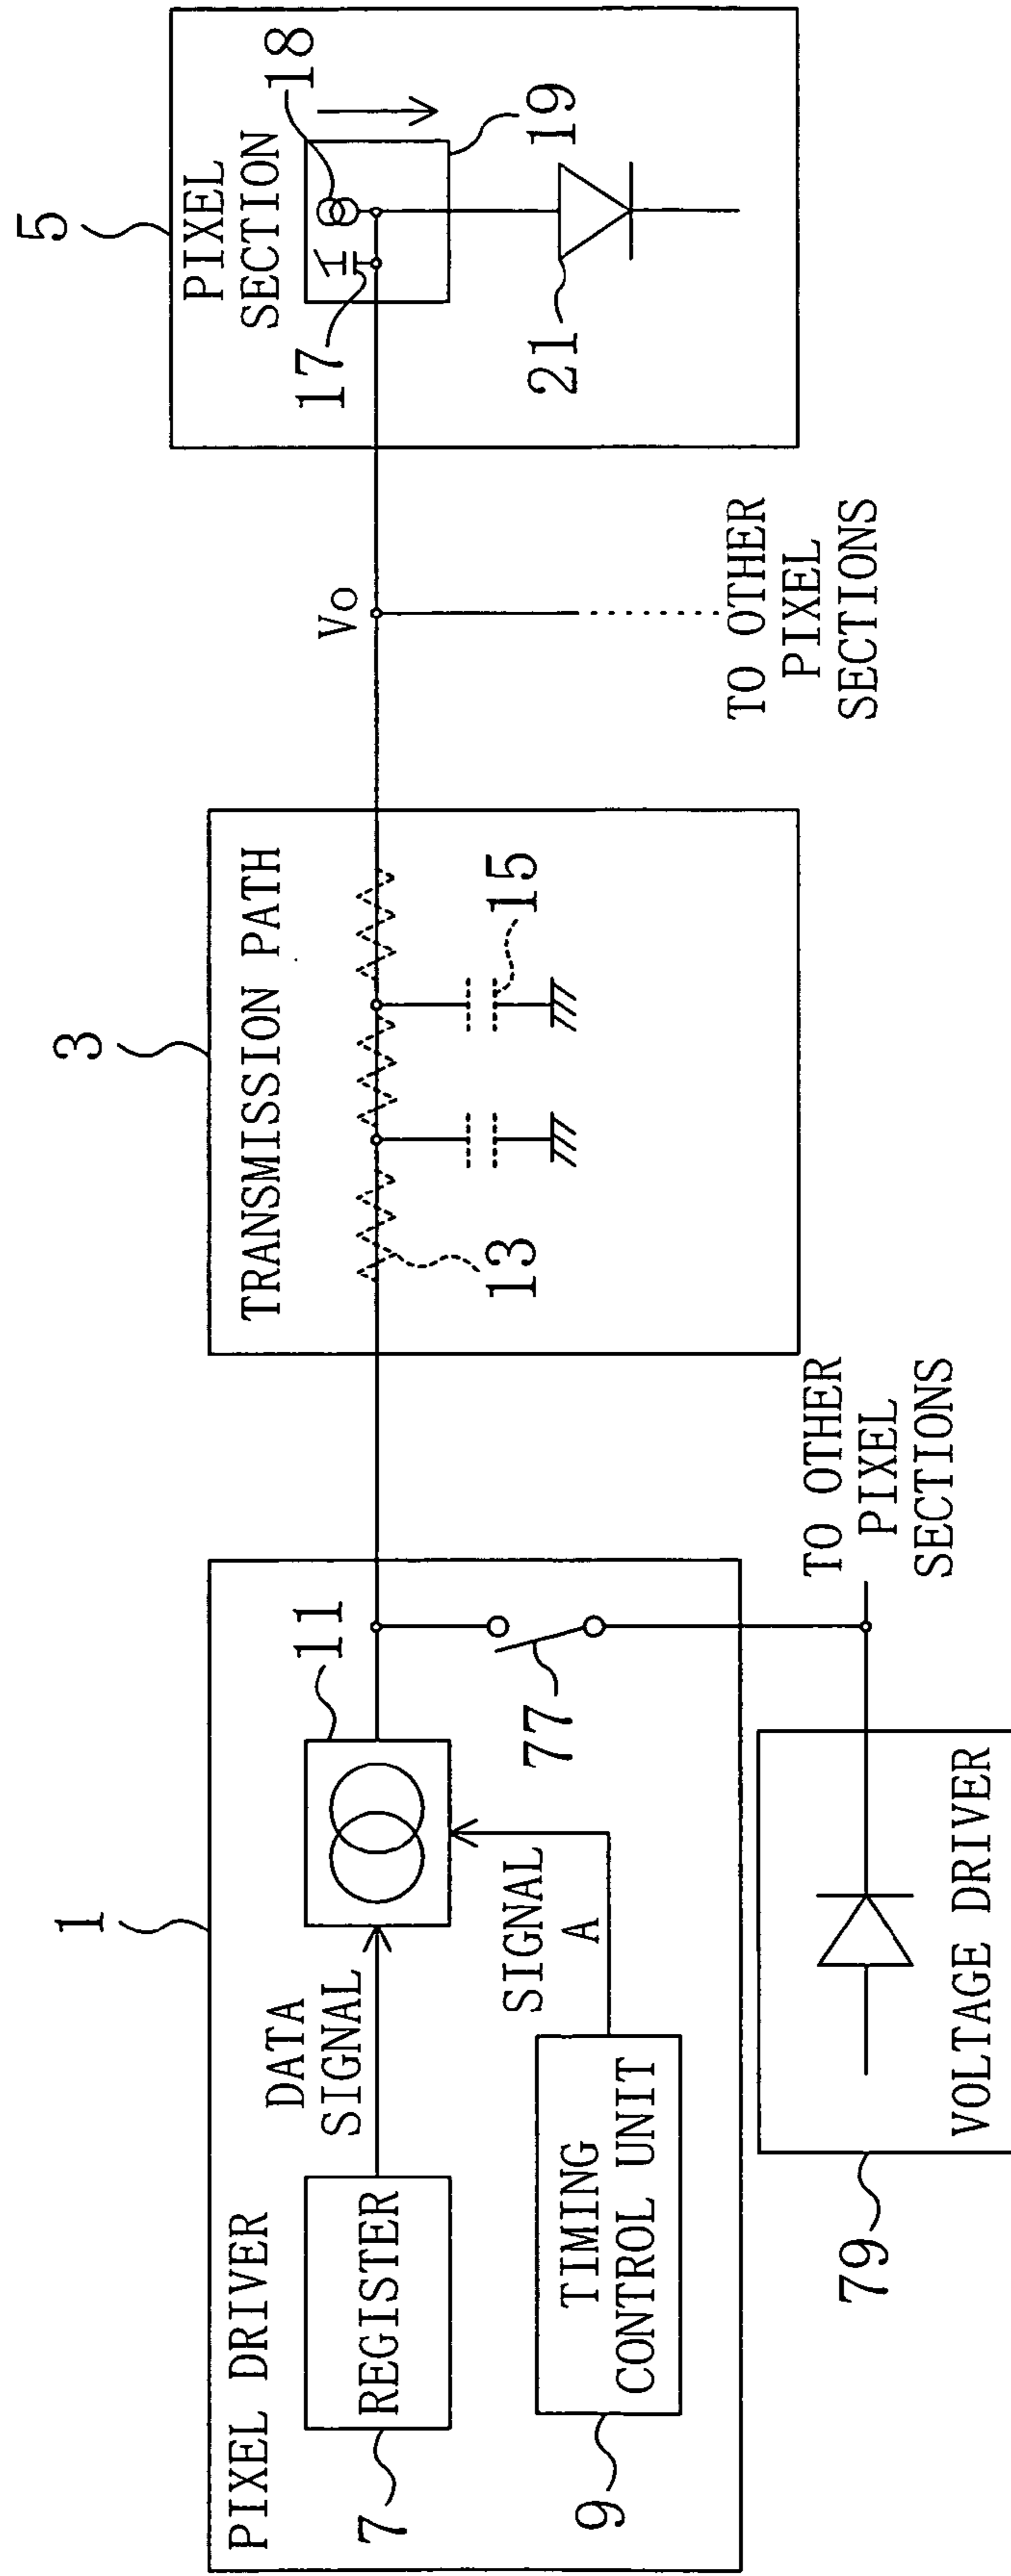 1
PIXEL DRIVER
7
REGISTER
DATA
SIGNAL
11
9
TIMING
CONTROL UNIT
SIGNAL
A
77
79
VOLTAGE DRIVER
TO OTHER
PIXEL
SECTIONS
3
TRANSMISSION PATH
13
15
Vo
TO OTHER
PIXEL
SECTIONS
5
PIXEL
SECTION
17
18
19
21